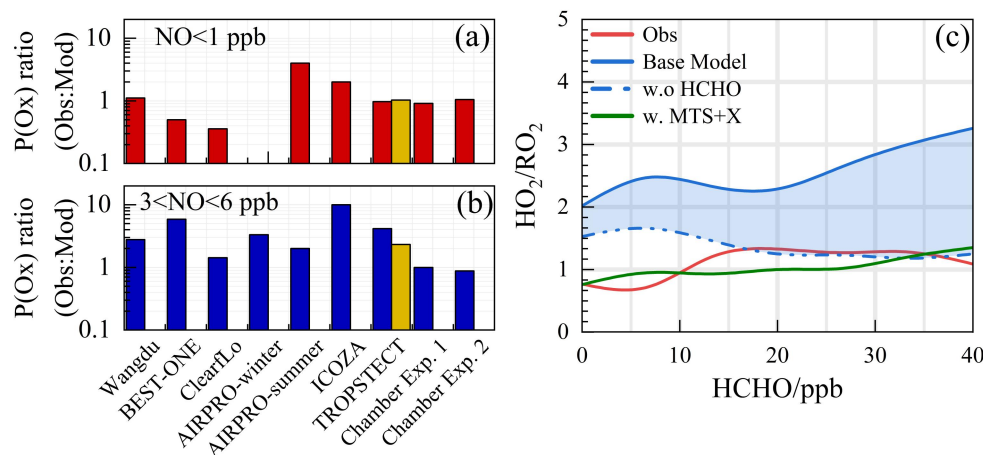 NO<1 ppb
(a)
P(Ox) ratio
(Obs:Mod)
10
1
0.1
3<NO<6 ppb
(b)
P(Ox) ratio
(Obs:Mod)
10
1
0.1
Wangdu
BEST-ONE
ClearfLo
AIRPRO-winter
AIRPRO-summer
ICOZA
TROPSTECT
Chamber Exp. 1
Chamber Exp. 2
(c)
Obs
Base Model
w.o HCHO
w. MTS+X
HO₂/RO₂
5
4
3
2
1
0
0
10
20
30
40
HCHO/ppb